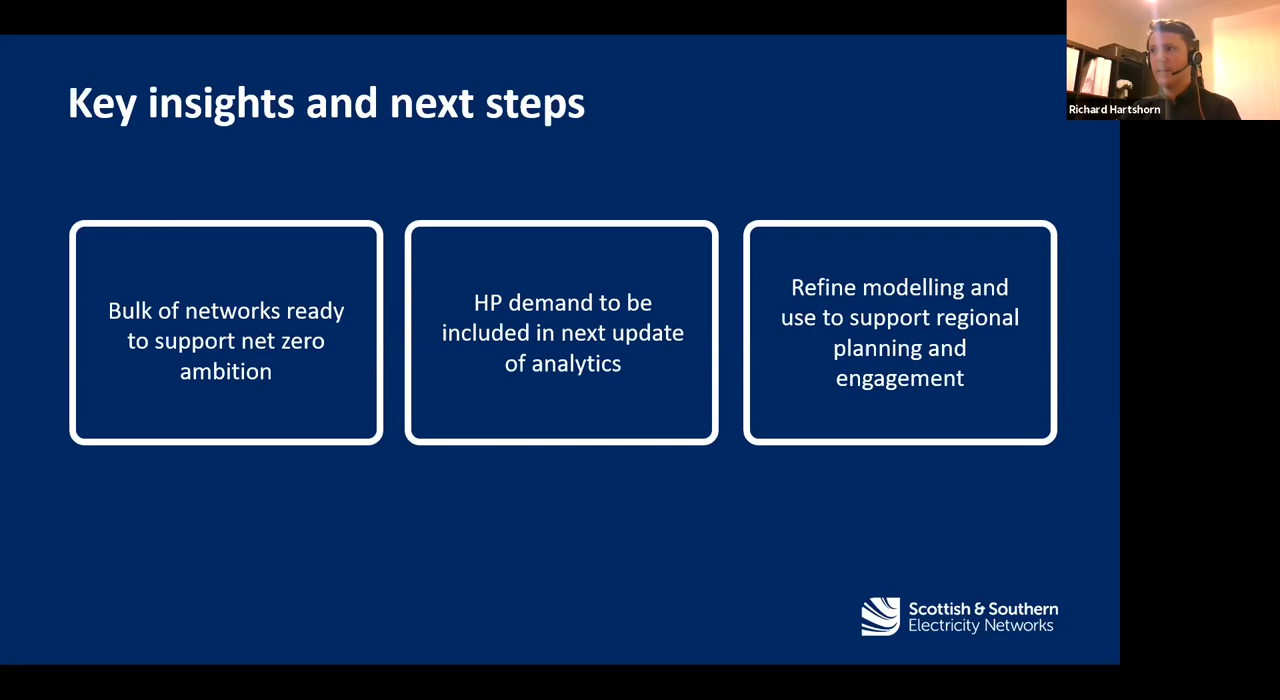 Key insights and next steps
Richard Hartshorn
Bulk of networks ready
to support net zero
ambition
HP demand to be
included in next update
of analytics
Refine modelling and
use to support regional
planning and
engagement
Scottish & Southern
Electricity Networks